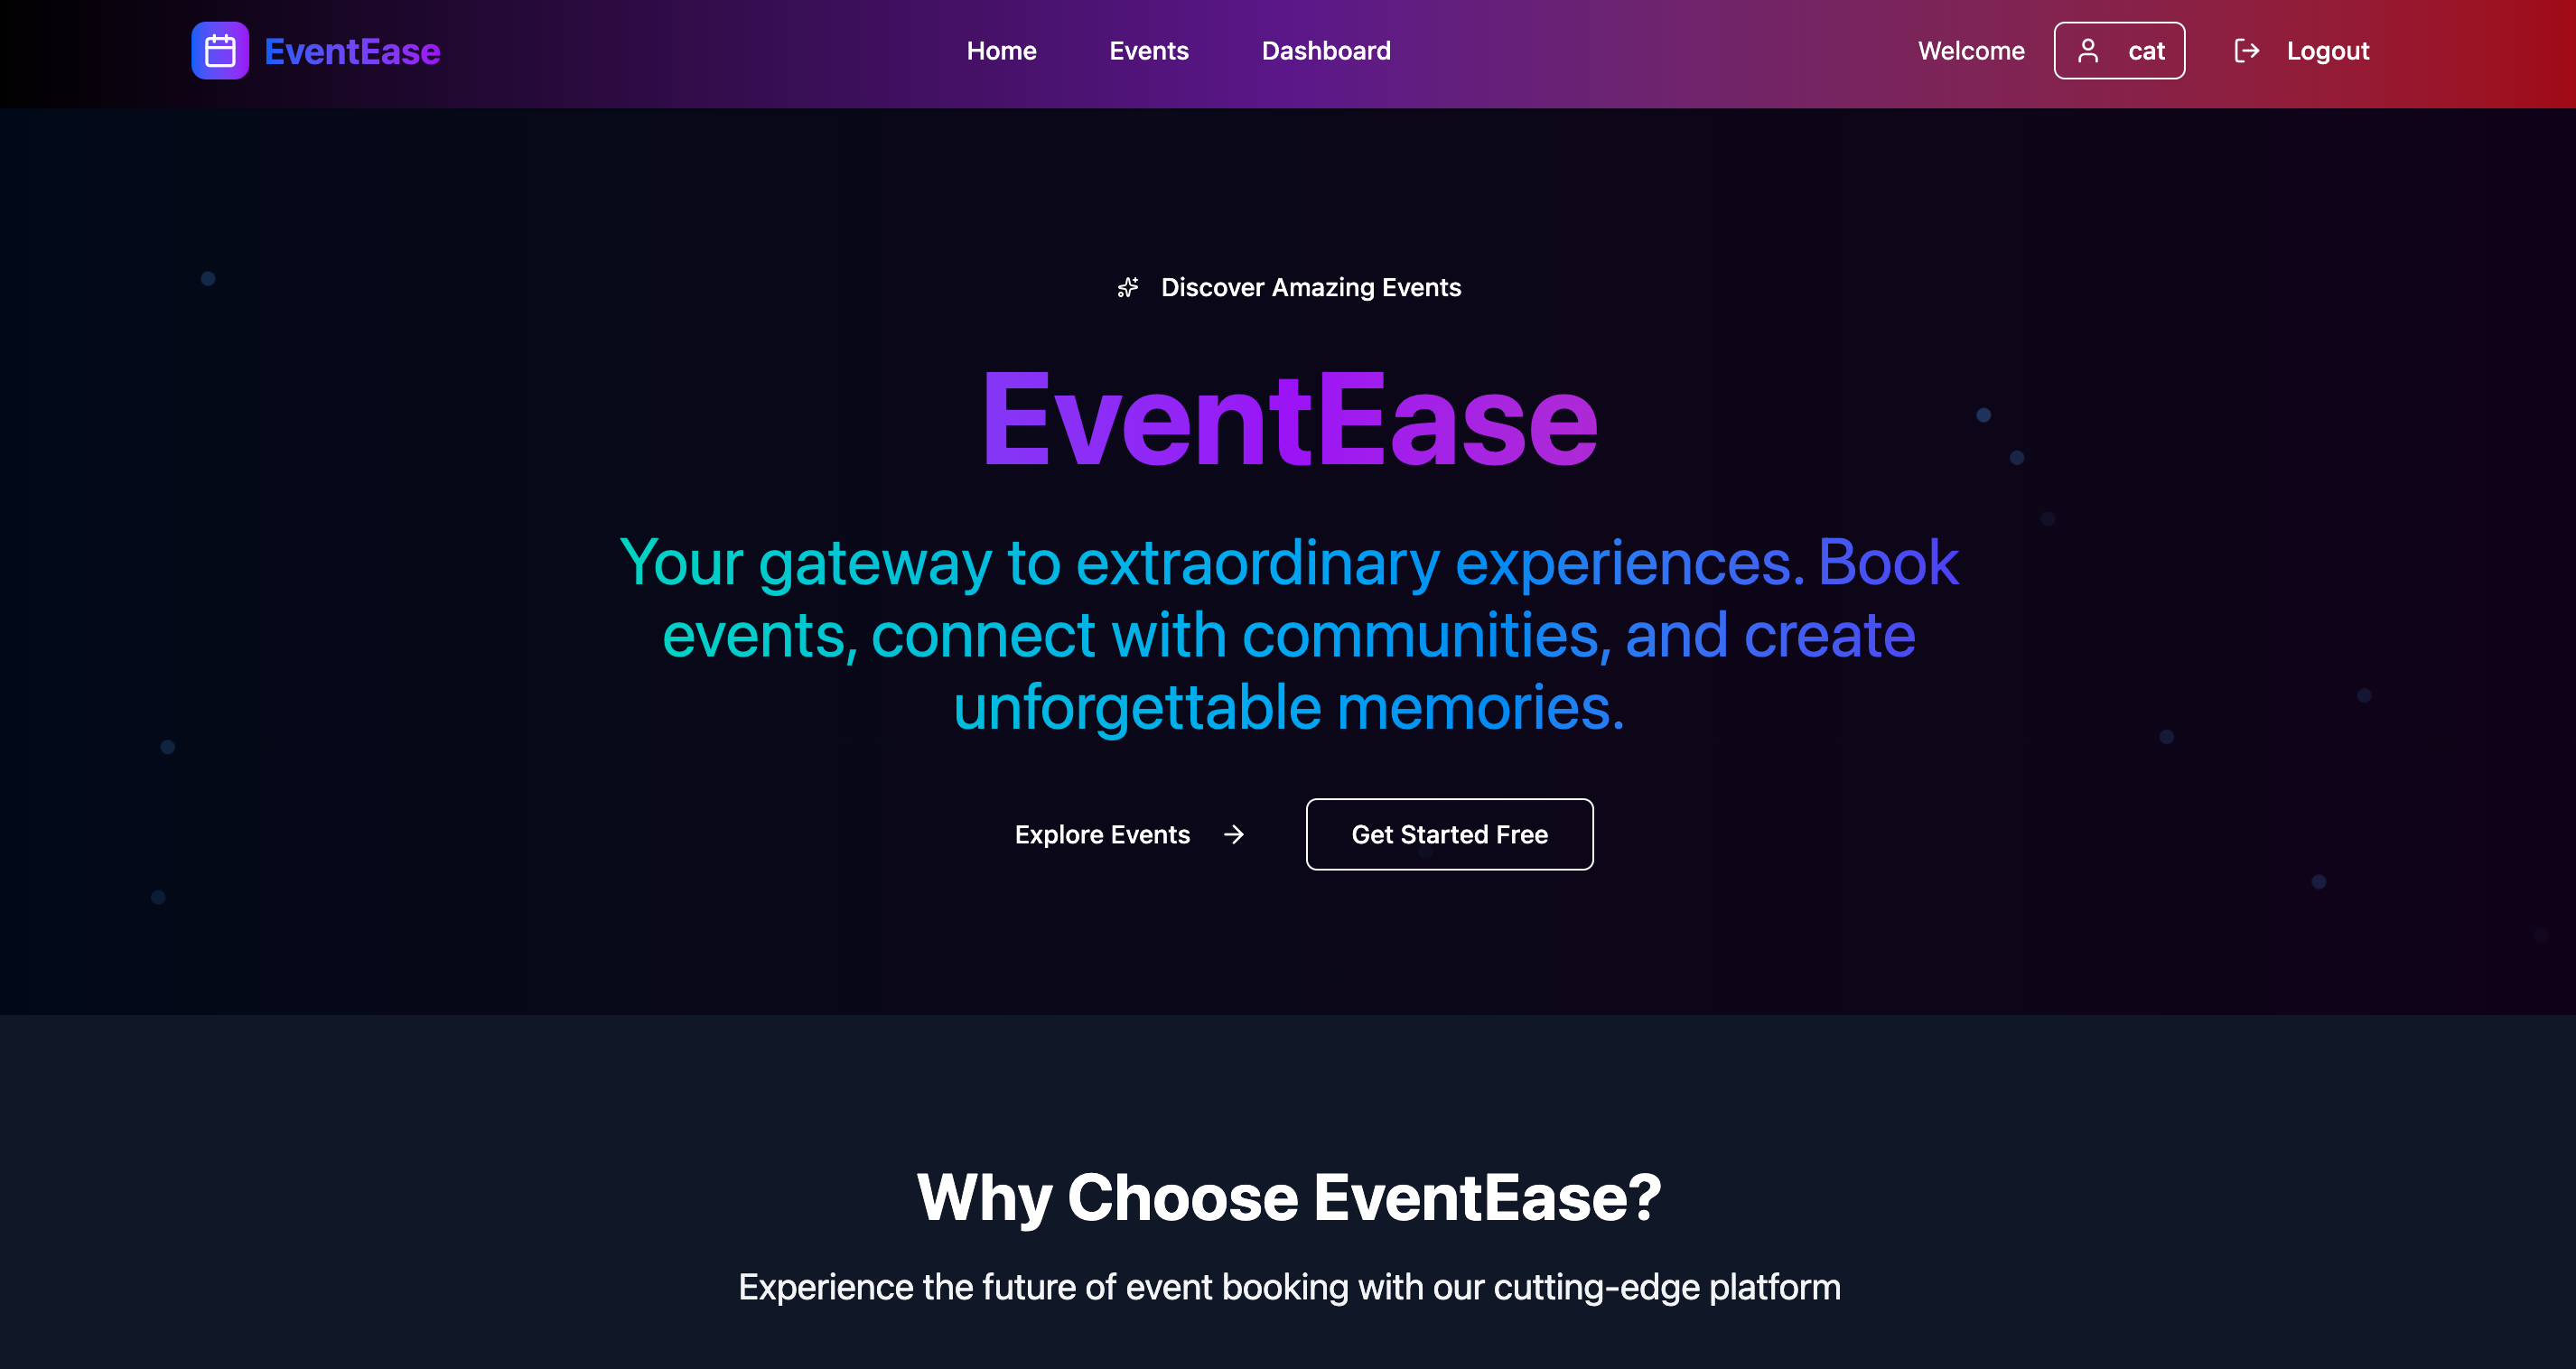 EventEase
Home Events Dashboard
Welcome cat Logout
Discover Amazing Events
EventEase
Your gateway to extraordinary experiences. Book
events, connect with communities, and create
unforgettable memories.
Explore Events
Get Started Free
Why Choose EventEase?
Experience the future of event booking with our cutting-edge platform